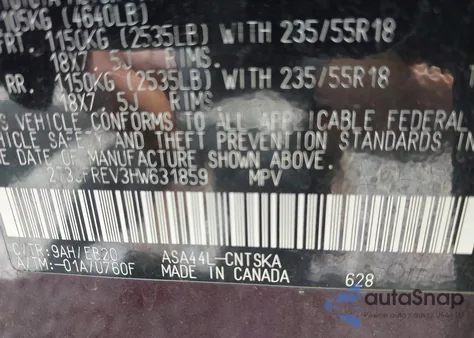 105KG (4640LB)
FRT. 1150KG (2535LB) WITH 235/55R18
18X7 5J RIMS.
RR. 1150KG (2535LB) WITH 235/55R18
18X7 5J RIMS
VEHICLE CONFORMS TO ALL APPLICABLE FEDERAL
VEHICLE SAFETY AND THEFT PREVENTION STANDARDS IN
DATE OF MANUFACTURE SHOWN ABOVE.
2T3JFREV3HW631859 MPV
C/TR:9AH/EB20 ASA44L-CNTSKA
A/TM:-01A/U760F MADE IN CANADA 628
autoSnap